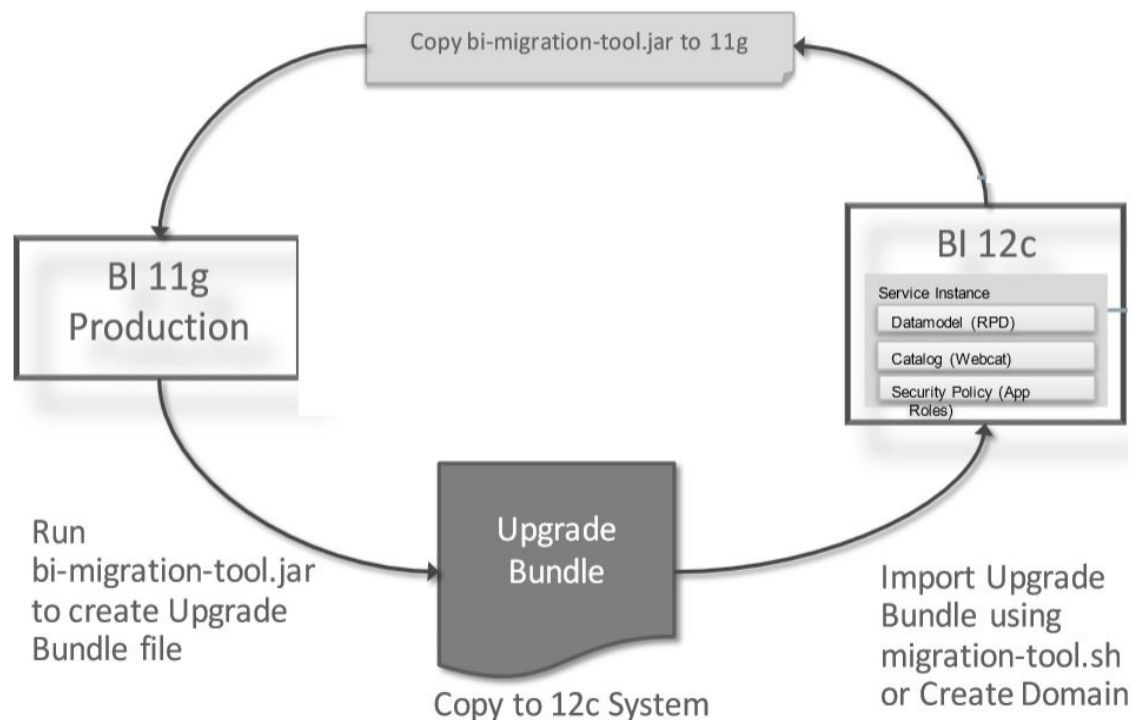 Copy bi-migration-tool.jar to 11g
BI 11g
Production
BI 12c
Service Instance
Datamodel (RPD)
Catalog (Webcat)
Security Policy (App
Roles)
Run
bi-migration-tool.jar
to create Upgrade
Bundle file
Upgrade
Bundle
Copy to 12c System
Import Upgrade
Bundle using
migration-tool.sh
or Create Domain